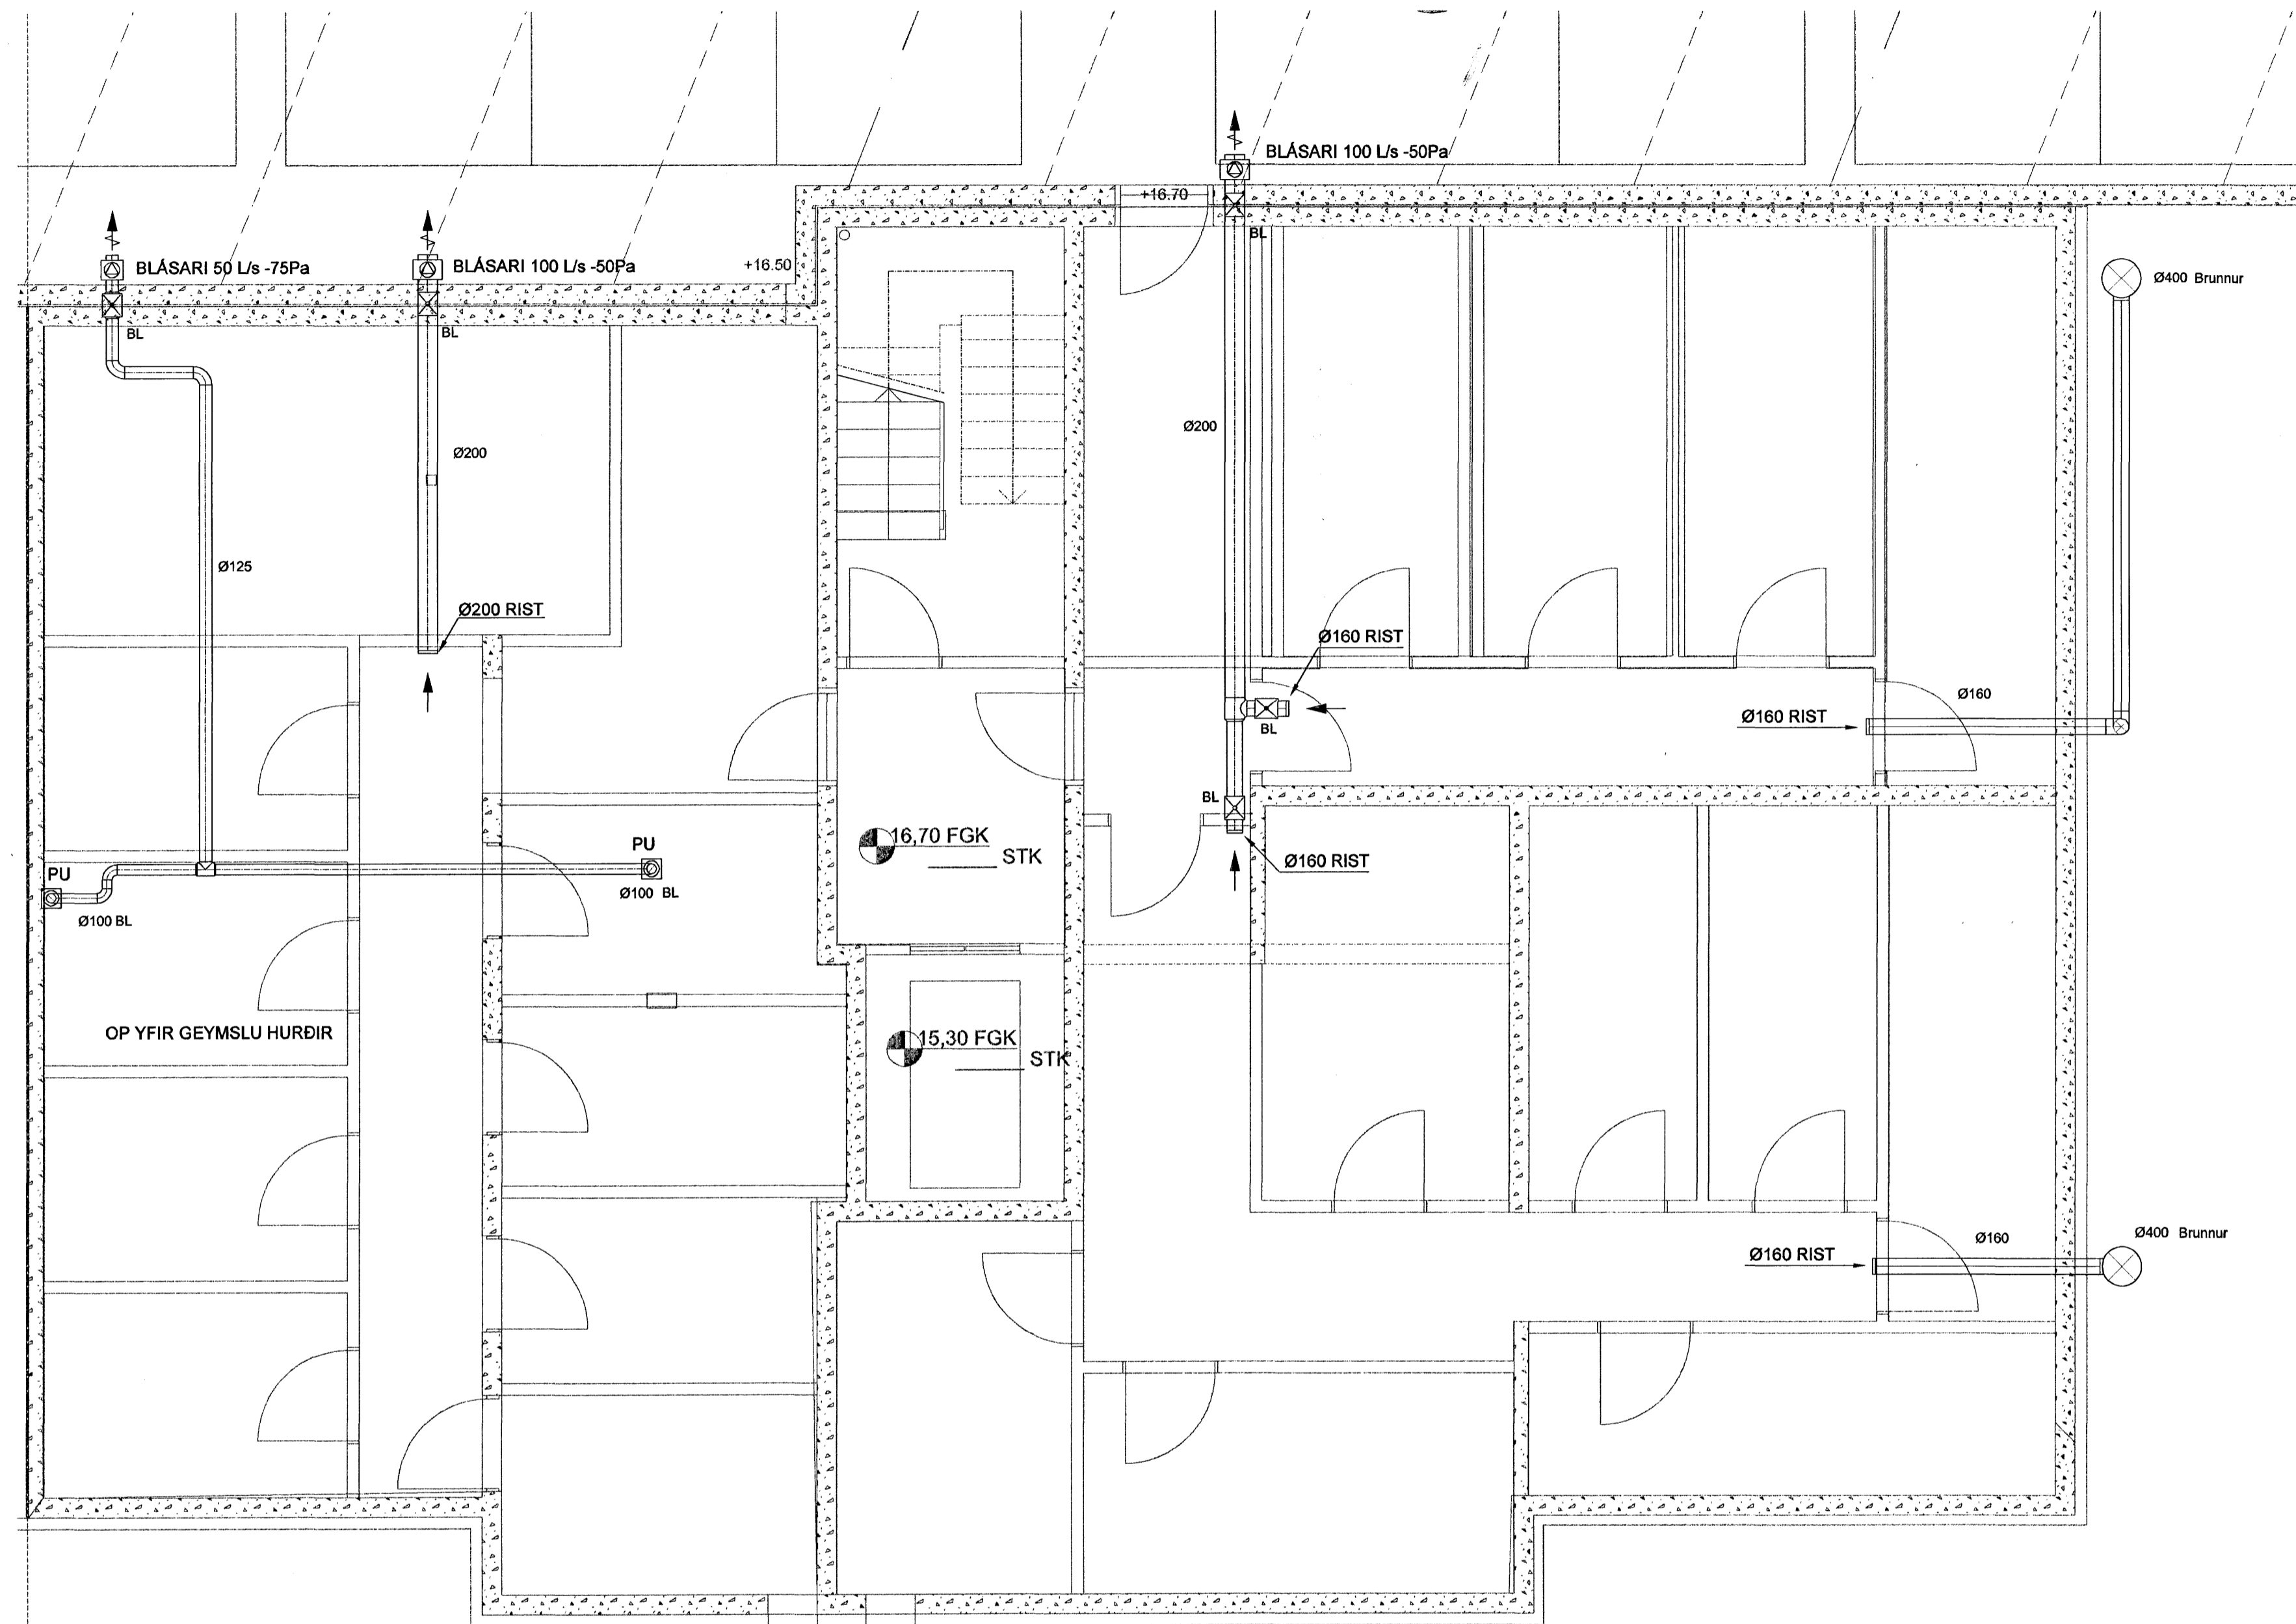 BLÁSARI 100 L/s -50Pa
+16.70
BL
BLÁSARI 50 L/s -75Pa
BLÁSARI 100 L/s -50Pa
+16.50
Ø400 Brunnur
BL
BL
Ø200
Ø200
Ø125
Ø200 RIST
Ø160 RIST
Ø160
Ø160 RIST
BL
BL
16,70 FGK
STK
PU
PU
Ø160 RIST
Ø100 BL
Ø100 BL
OP YFIR GEYMSLU HURÐIR
15,30 FGK
STK
Ø400 Brunnur
Ø160
Ø160 RIST